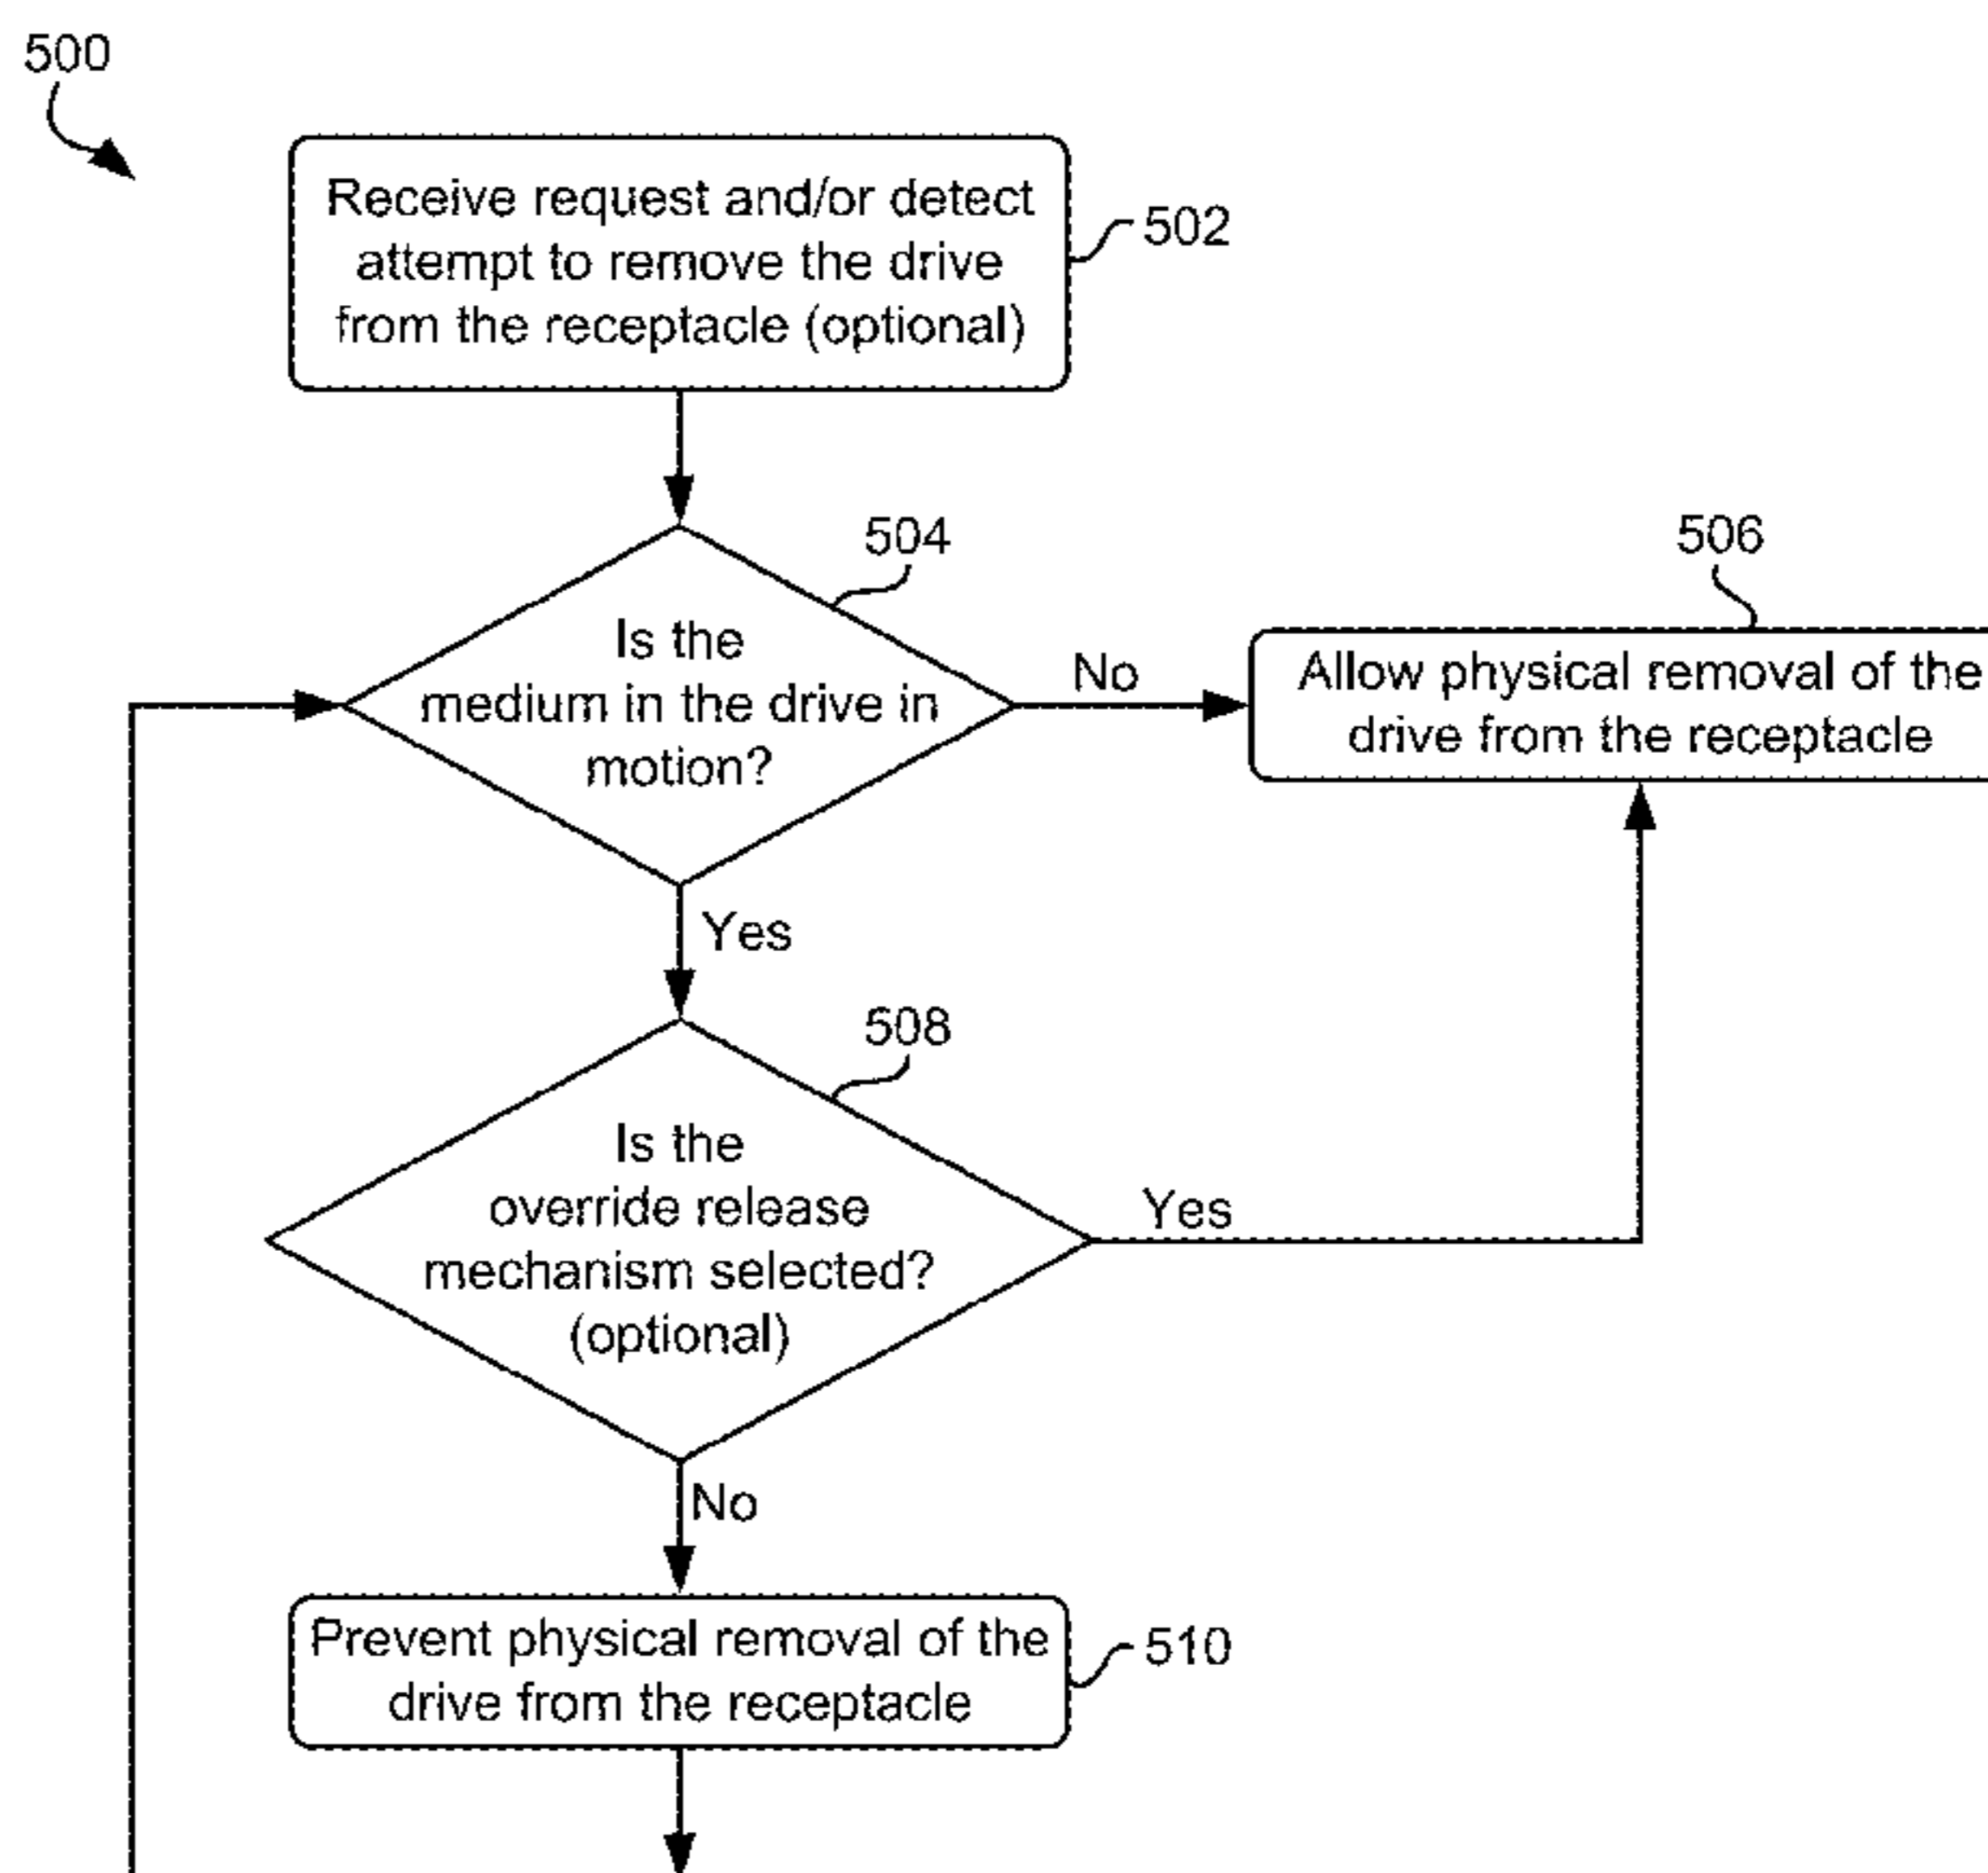 500
Receive request and/or detect
attempt to remove the drive
from the receptacle (optional)
502
504
Is the
medium in the drive in
motion?
No
506
Allow physical removal of the
drive from the receptacle
Yes
508
Is the
override release
mechanism selected?
(optional)
Yes
No
Prevent physical removal of the
drive from the receptacle
510